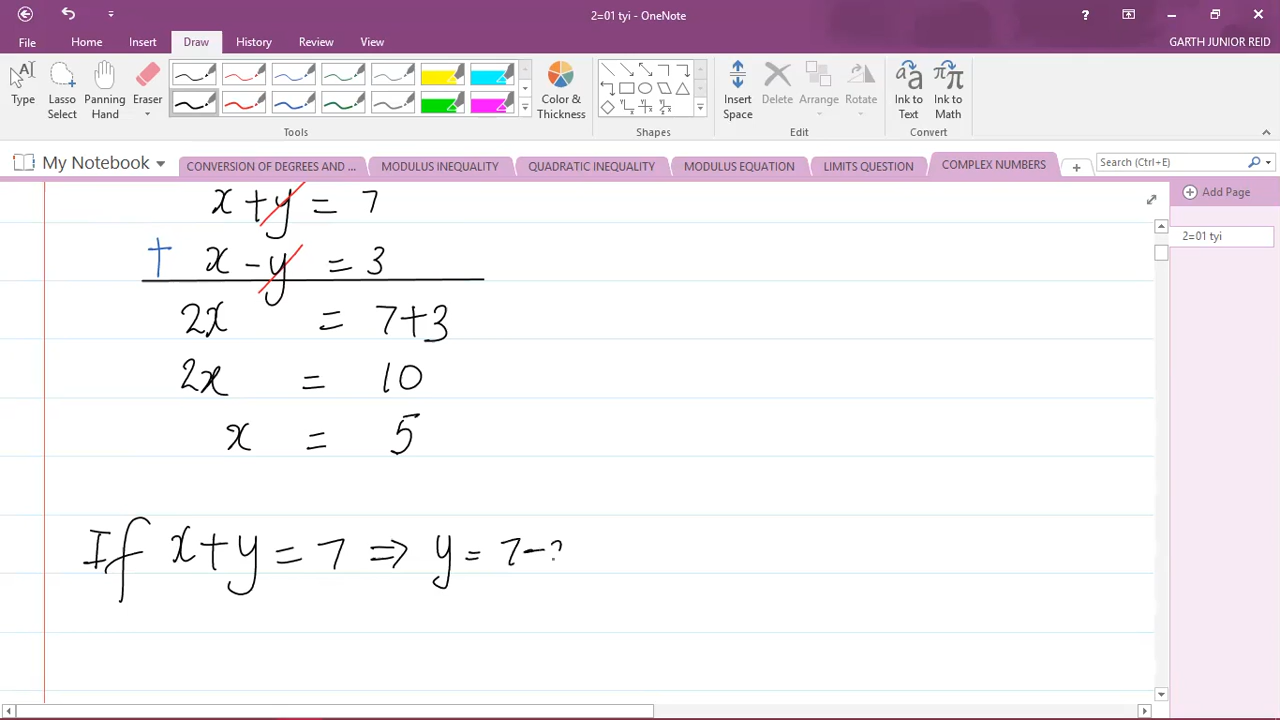 2=01 tyi - OneNote
?
File Home Insert Draw History Review View
GARTH JUNIOR REID
Type
Lasso Select
Panning Hand
Eraser
Color & Thickness
Insert Space
Delete
Arrange
Rotate
Ink to Text
Ink to Math
Tools
Shapes
Edit
Convert
My Notebook
CONVERSION OF DEGREES AND ...
MODULUS INEQUALITY
QUADRATIC INEQUALITY
MODULUS EQUATION
LIMITS QUESTION
COMPLEX NUMBERS
Search (Ctrl+E)
Add Page
2=01 tyi
x + y = 7
+ x - y = 3
2x = 7+3
2x = 10
x = 5
If x+y = 7 ⇒ y = 7-